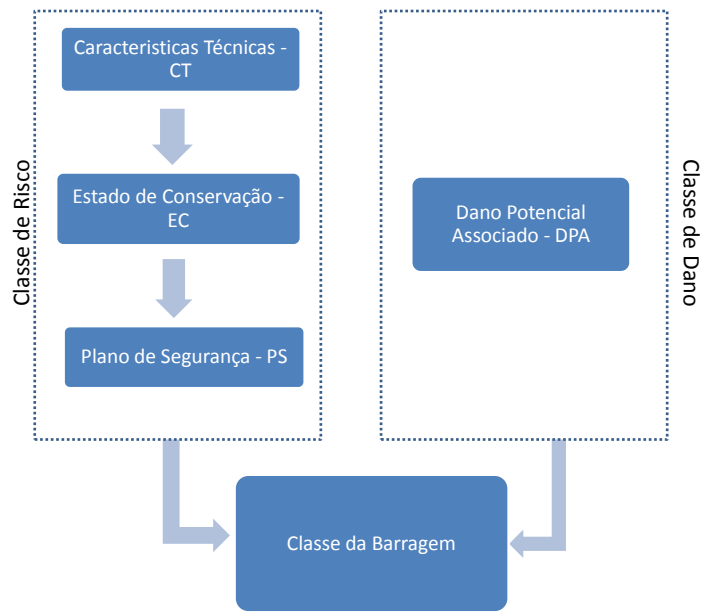 Caracteristicas Técnicas -
CT
Estado de Conservação -
EC
Plano de Segurança - PS
Classe de Risco
Dano Potencial
Associado - DPA
Classe de Dano
Classe da Barragem